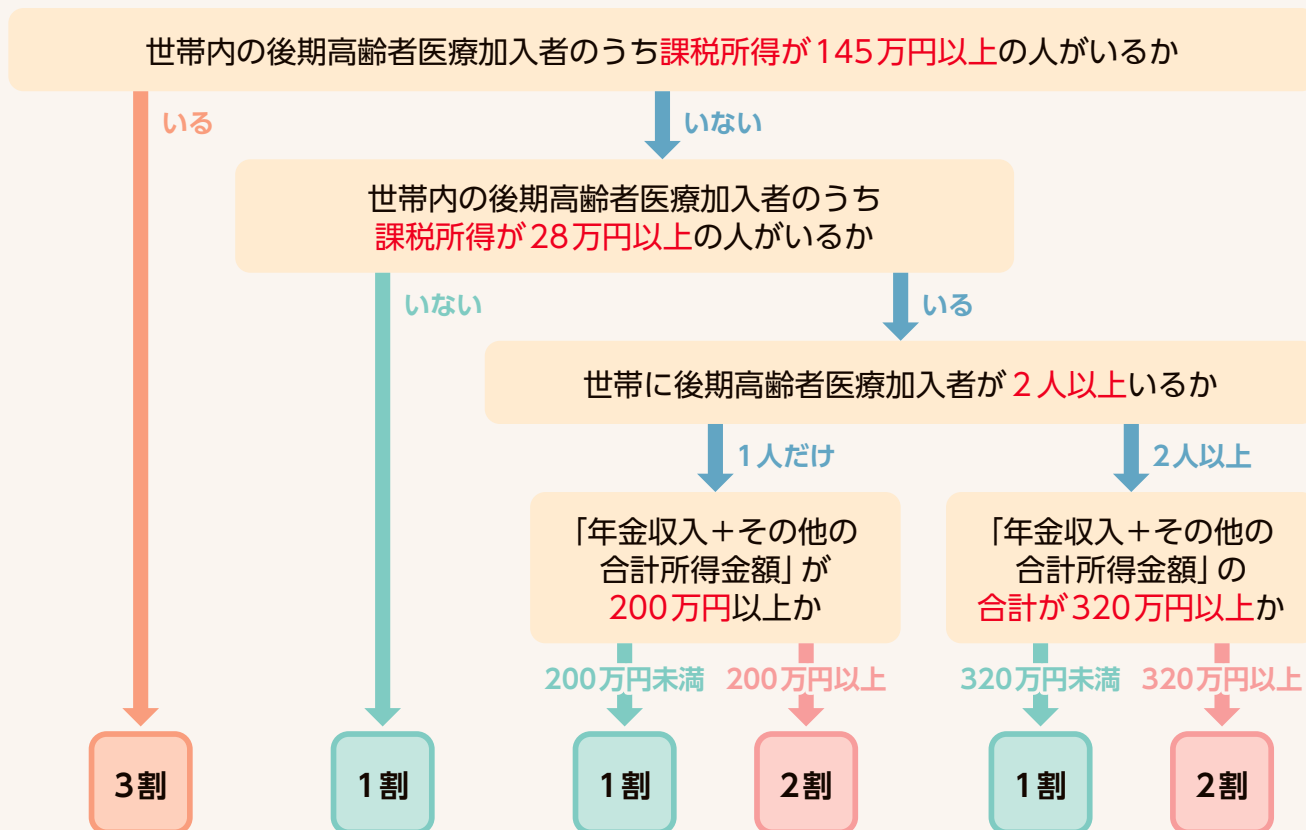 世帯内の後期高齢者医療加入者のうち課税所得が145万円以上の人がいるか
いる
いない
世帯内の後期高齢者医療加入者のうち
課税所得が28万円以上の人がいるか
いない
いる
世帯に後期高齢者医療加入者が2人以上いるか
1人だけ
2人以上
「年金収入+その他の
合計所得金額」が
200万円以上か
「年金収入+その他の
合計所得金額」の
合計が320万円以上か
200万円未満
200万円以上
320万円未満
320万円以上
3割
1割
1割
2割
1割
2割